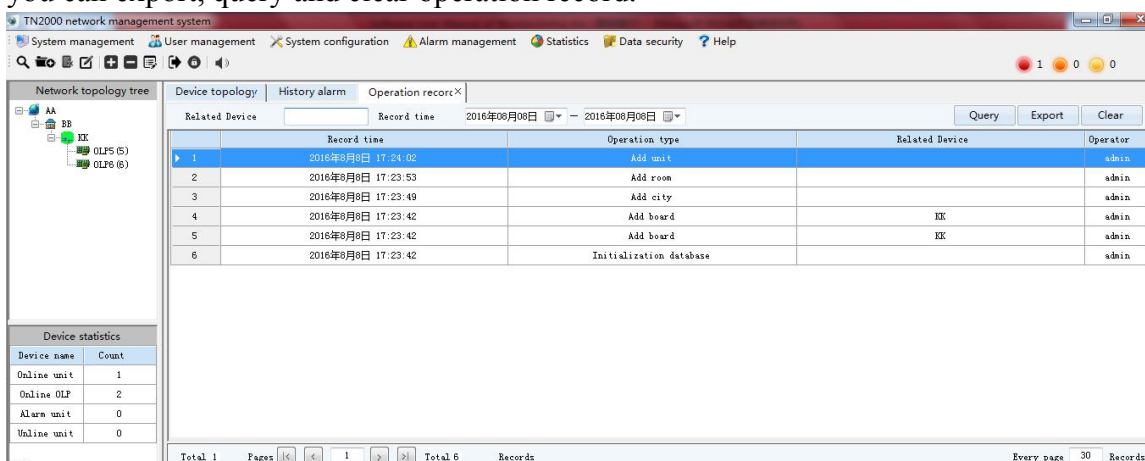 you can export, query and clear operation record.
TN2000 network management system
System management User management System configuration Alarm management Statistics Data security ? Help
1 0 0
Network topology tree Device topology History alarm Operation record
AA
BB
KK
OLP5 (5)
OLP6 (6)
Related Device Record time 2016年08月08日 — 2016年08月08日 Query Export Clear
Record time Operation type Related Device Operator
1 2016年8月8日 17:24:02 Add unit admin
2 2016年8月8日 17:23:53 Add room admin
3 2016年8月8日 17:23:49 Add city admin
4 2016年8月8日 17:23:42 Add board KK admin
5 2016年8月8日 17:23:42 Add board KK admin
6 2016年8月8日 17:23:42 Initialization database admin
Device statistics
Device name Count
Online unit 1
Online OLP 2
Alarm unit 0
Unline unit 0
Total 1 Pages |< < 1 > >| Total 6 Records Every page 30 Records